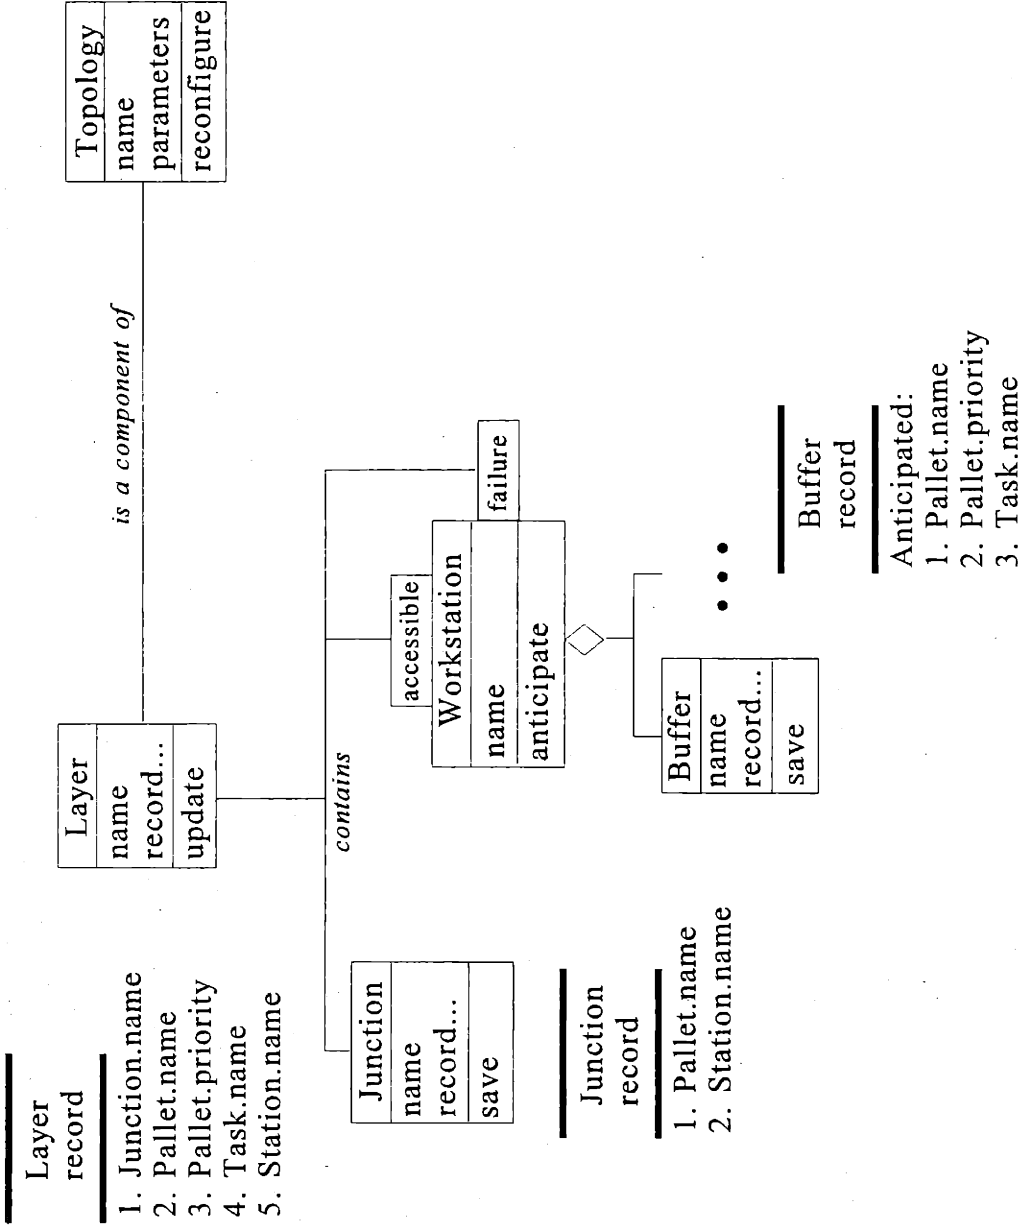 Layer
record
1. Junction.name
2. Pallet.name
3. Pallet.priority
4. Task.name
5. Station.name
Layer
name
record...
update
is a component of
Topology
name
parameters
reconfigure
contains
Junction
name
record...
save
Junction
record
1. Pallet.name
2. Station.name
accessible
failure
Workstation
name
anticipate
Buffer
name
record...
save
Buffer
record
Anticipated:
1. Pallet.name
2. Pallet.priority
3. Task.name